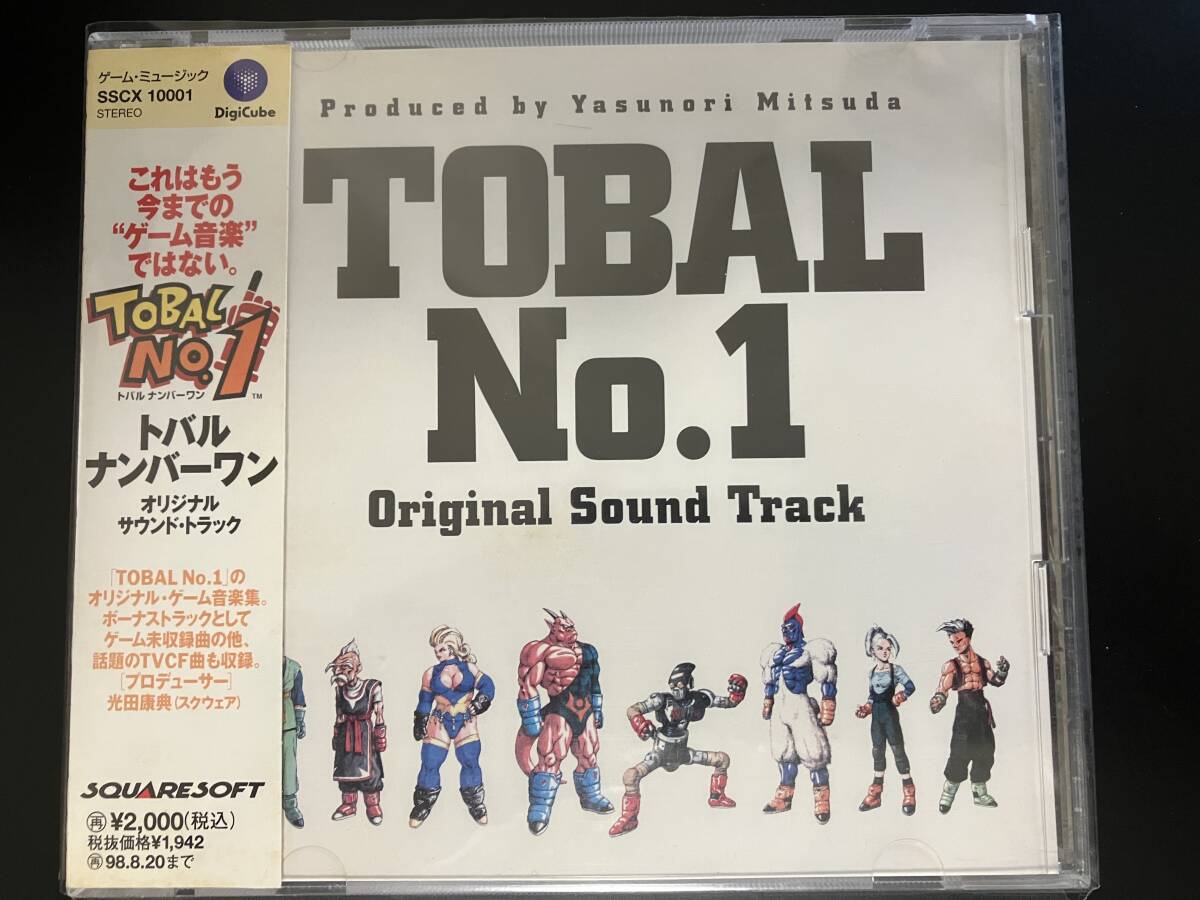 ゲーム・ミュージック
SSCX 10001
STEREO
DigiCube
これはもう
今までの
“ゲーム音楽”
ではない。
TOBAL
No.1
トバル ナンバーワン
TM
トバル
ナンバーワン
オリジナル
サウンド・トラック
「TOBAL No.1」の
オリジナル・ゲーム音楽集。
ボーナストラックとして
ゲーム未収録曲の他、
話題のTVCF曲も収録。
[プロデューサー]
光田康典(スクウェア)
SQUARESOFT
再¥2,000(税込)
税抜価格¥1,942
再98.8.20まで
Produced by Yasunori Mitsuda
TOBAL
No.1
Original Sound Track